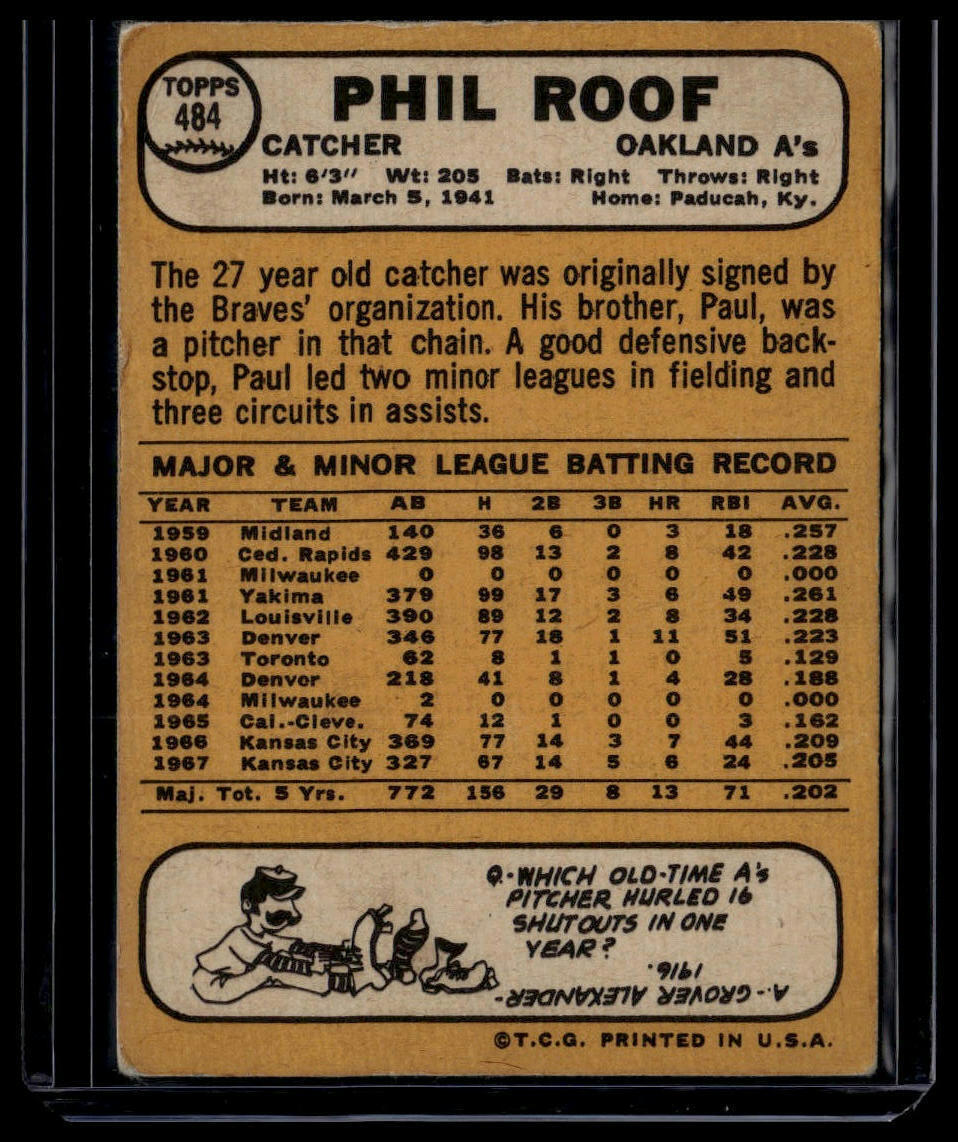 TOPPS
484
PHIL ROOF
CATCHER OAKLAND A's
Ht: 6'3" Wt: 205 Bats: Right Throws: Right
Born: March 5, 1941 Home: Paducah, Ky.
The 27 year old catcher was originally signed by
the Braves' organization. His brother, Paul, was
a pitcher in that chain. A good defensive back-
stop, Paul led two minor leagues in fielding and
three circuits in assists.
MAJOR & MINOR LEAGUE BATTING RECORD
YEAR TEAM AB H 2B 3B HR RBI AVG.
1959 Midland 140 36 6 0 3 18 .257
1960 Ced. Rapids 429 98 13 2 8 42 .228
1961 Milwaukee 0 0 0 0 0 0 .000
1961 Yakima 379 99 17 3 6 49 .261
1962 Louisville 390 89 12 2 8 34 .228
1963 Denver 346 77 18 1 11 51 .223
1963 Toronto 62 8 1 1 0 5 .129
1964 Denver 218 41 8 1 4 28 .188
1964 Milwaukee 2 0 0 0 0 0 .000
1965 Cal.-Cleve. 74 12 1 0 0 3 .162
1966 Kansas City 369 77 14 3 7 44 .209
1967 Kansas City 327 67 14 5 6 24 .205
Maj. Tot. 5 Yrs. 772 156 29 8 13 71 .202
Q.-WHICH OLD-TIME A's
PITCHER HURLED 16
SHUTOUTS IN ONE
YEAR?
A.-GROVER ALEXANDER-
1916.
©T.C.G. PRINTED IN U.S.A.